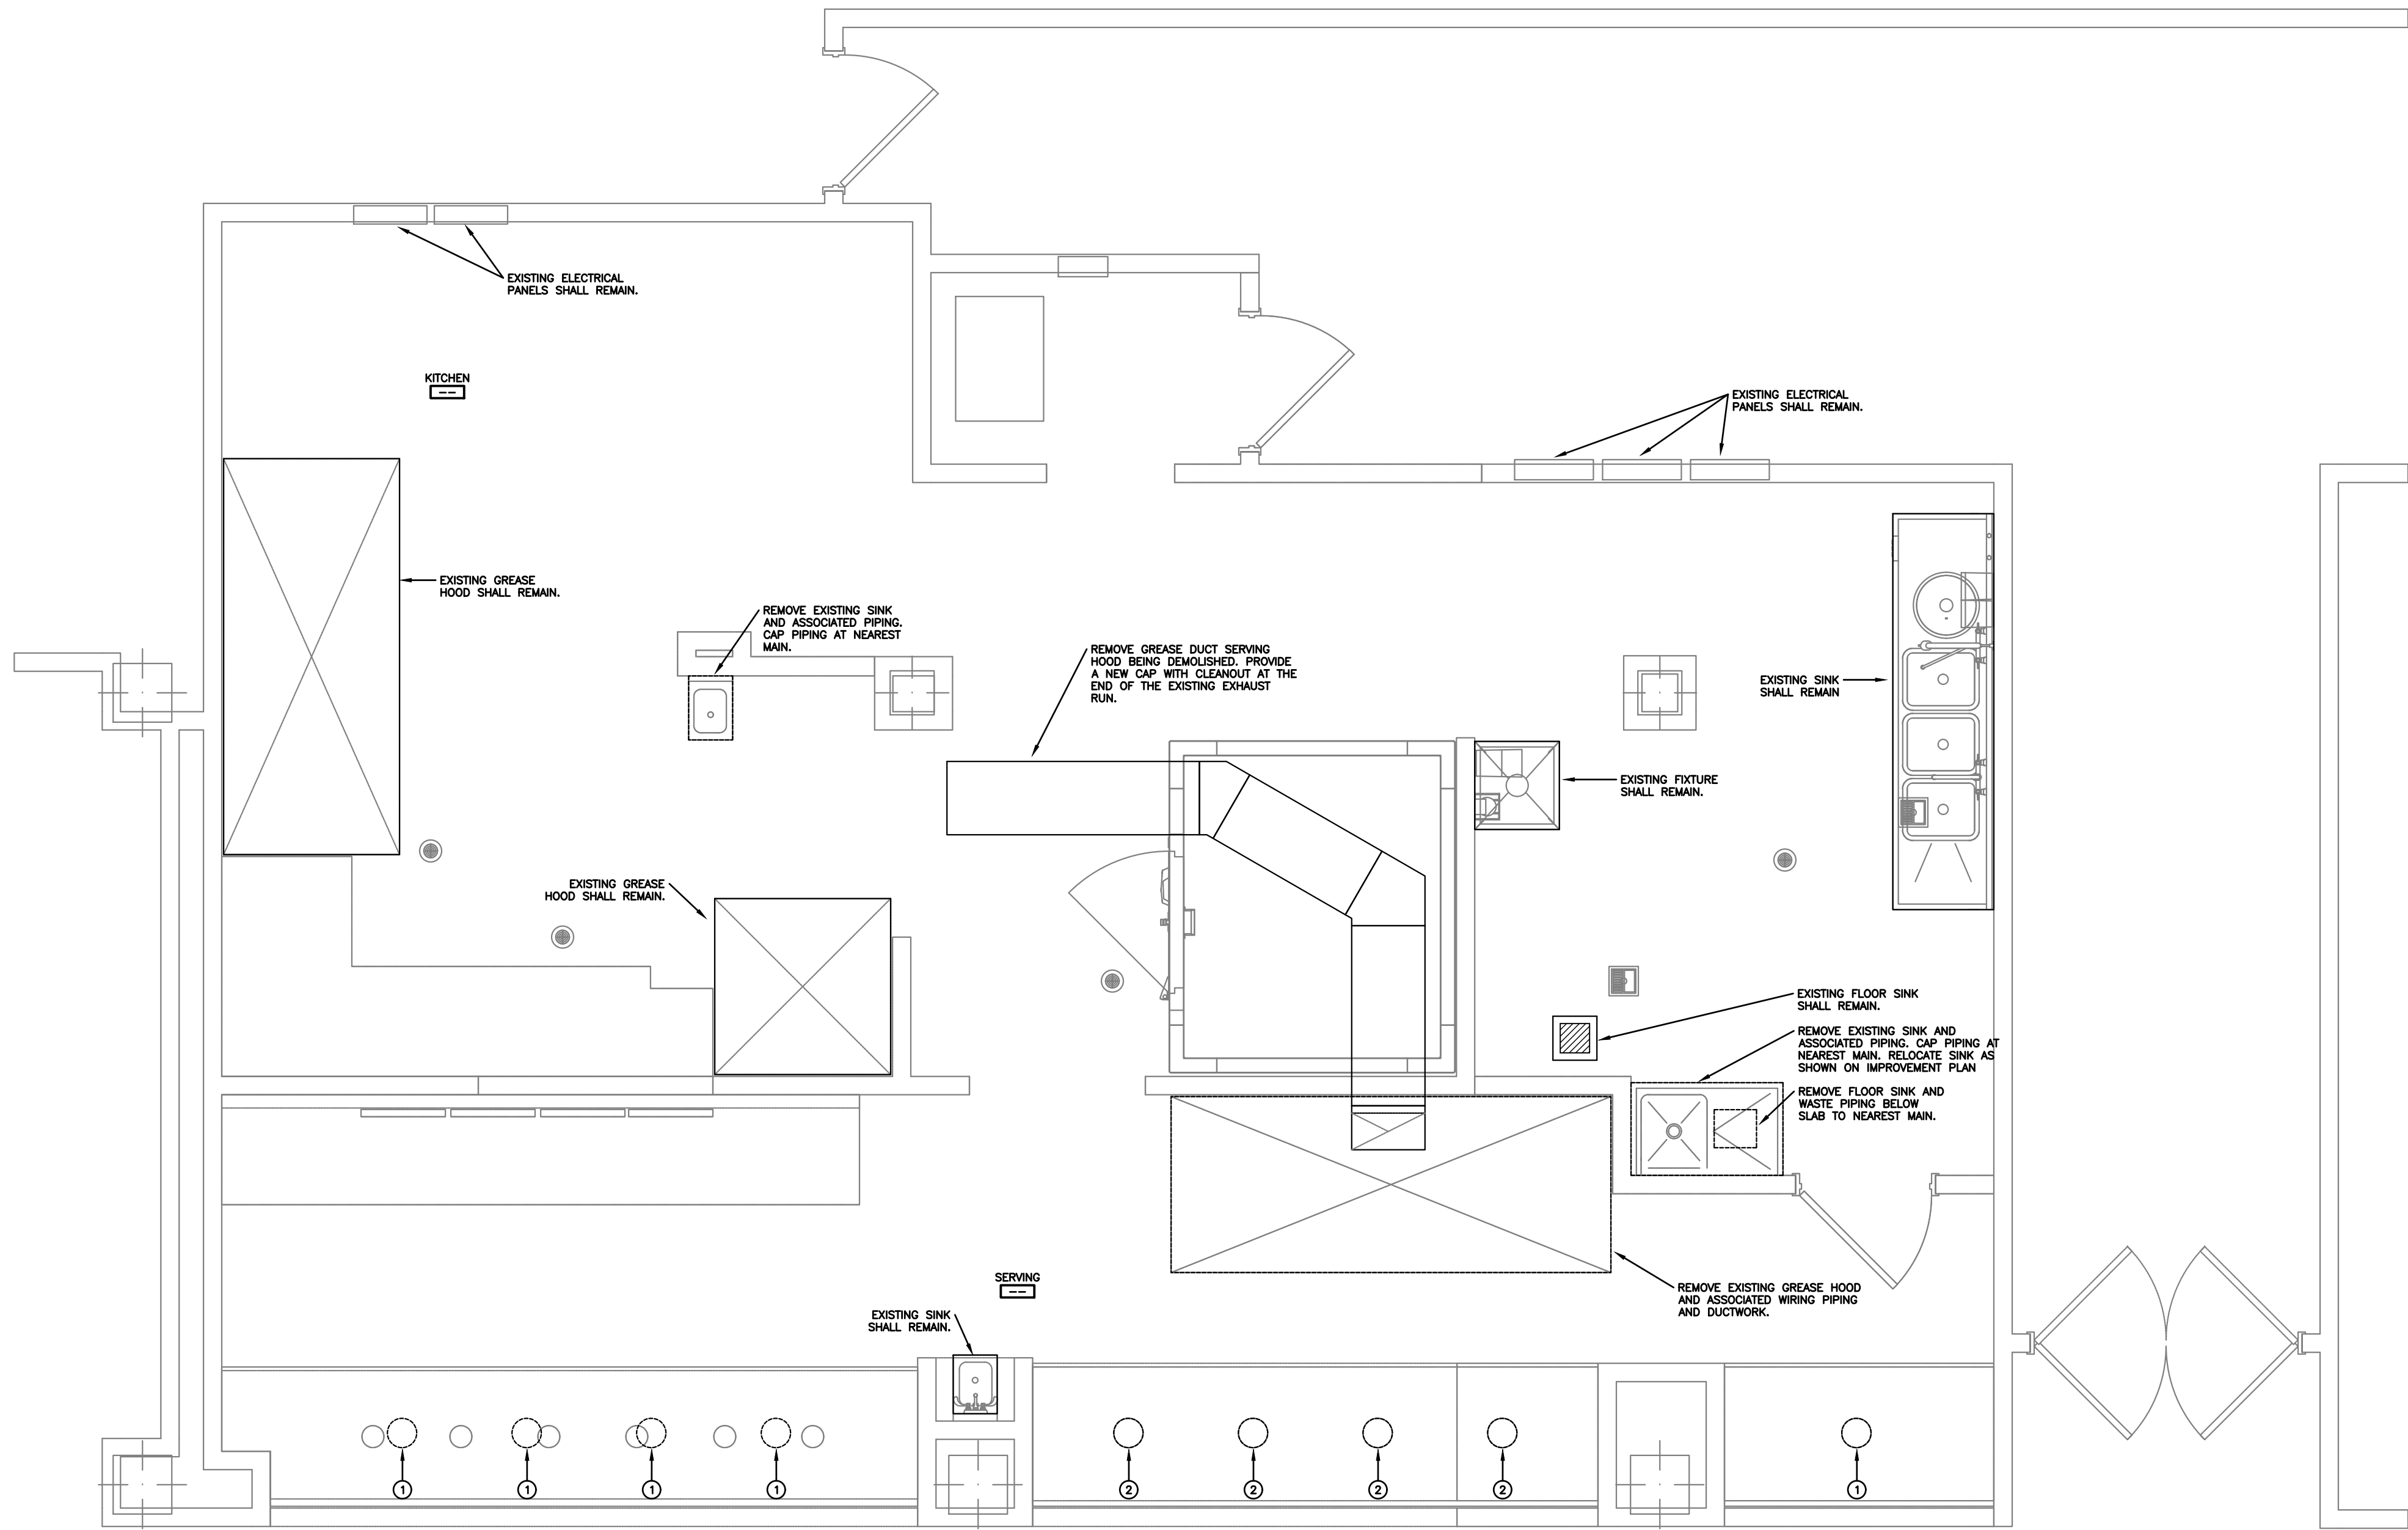 EXISTING ELECTRICAL
PANELS SHALL REMAIN.
KITCHEN
--
EXISTING ELECTRICAL
PANELS SHALL REMAIN.
EXISTING GREASE
HOOD SHALL REMAIN.
REMOVE EXISTING SINK
AND ASSOCIATED PIPING.
CAP PIPING AT NEAREST
MAIN.
REMOVE GREASE DUCT SERVING
HOOD BEING DEMOLISHED. PROVIDE
A NEW CAP WITH CLEANOUT AT THE
END OF THE EXISTING EXHAUST
RUN.
EXISTING SINK
SHALL REMAIN
EXISTING FIXTURE
SHALL REMAIN.
EXISTING GREASE
HOOD SHALL REMAIN.
EXISTING FLOOR SINK
SHALL REMAIN.
REMOVE EXISTING SINK AND
ASSOCIATED PIPING. CAP PIPING AT
NEAREST MAIN. RELOCATE SINK AS
SHOWN ON IMPROVEMENT PLAN
REMOVE FLOOR SINK AND
WASTE PIPING BELOW
SLAB TO NEAREST MAIN.
SERVING
--
REMOVE EXISTING GREASE HOOD
AND ASSOCIATED WIRING PIPING
AND DUCTWORK.
EXISTING SINK
SHALL REMAIN.
1 1 1 1 2 2 2 2 1